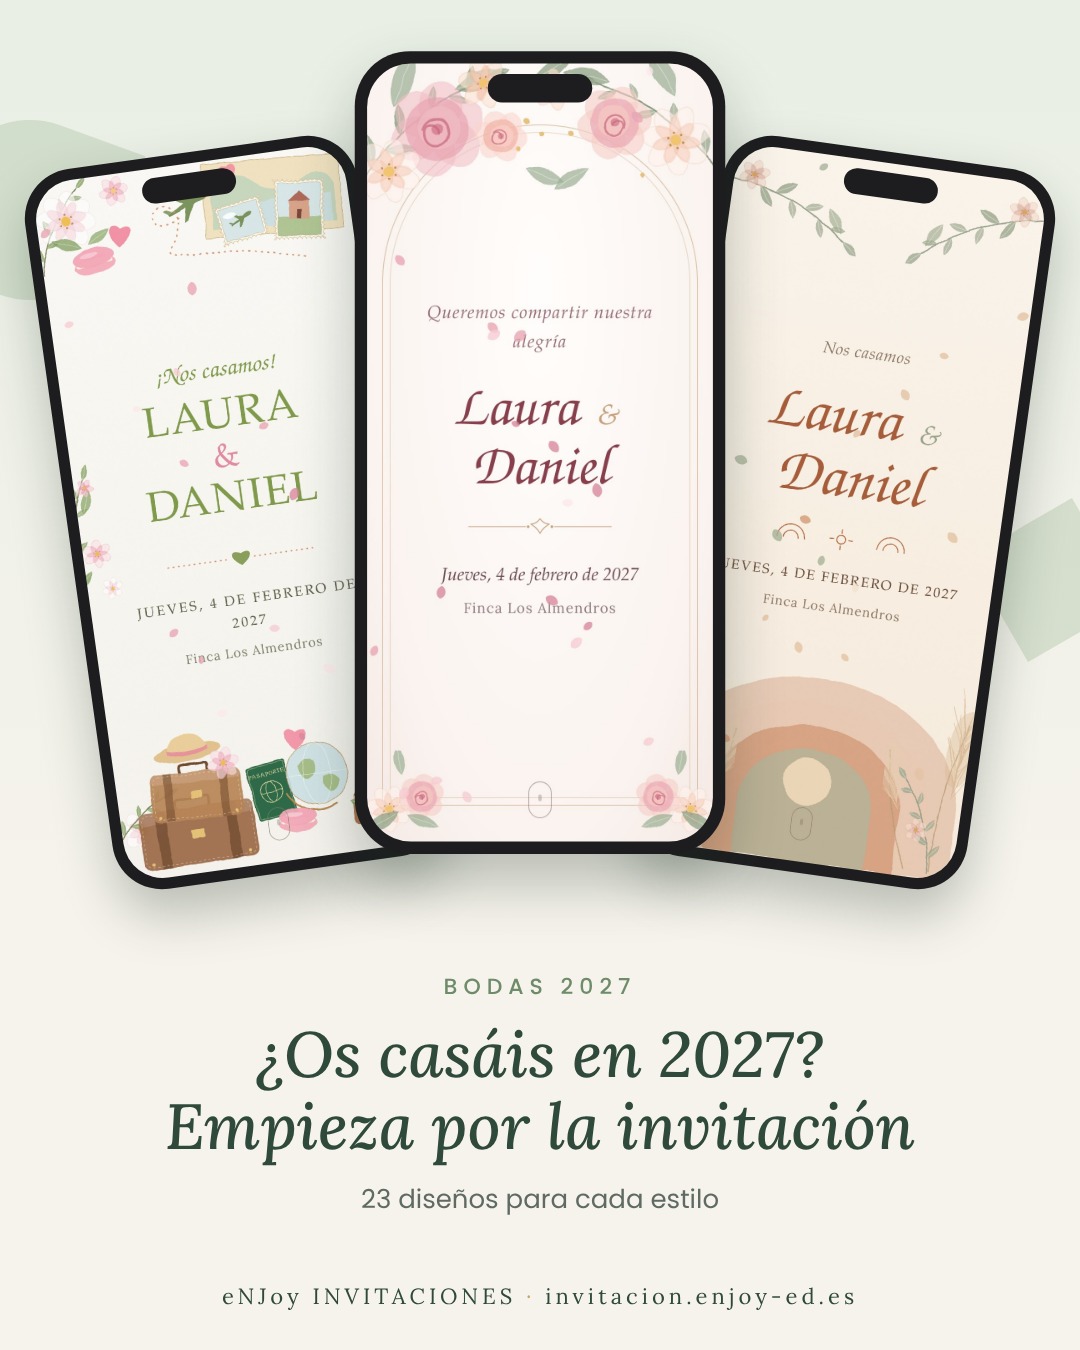 ¡Nos casamos!
LAURA
&
DANIEL
JUEVES, 4 DE FEBRERO DE
2027
Finca Los Almendros
PASAPORTE
Queremos compartir nuestra
alegría
Laura &
Daniel
Jueves, 4 de febrero de 2027
Finca Los Almendros
Nos casamos
Laura &
Daniel
JUEVES, 4 DE FEBRERO DE 2027
Finca Los Almendros
BODAS 2027
¿Os casáis en 2027?
Empieza por la invitación
23 diseños para cada estilo
eNJoy INVITACIONES · invitacion.enjoy-ed.es